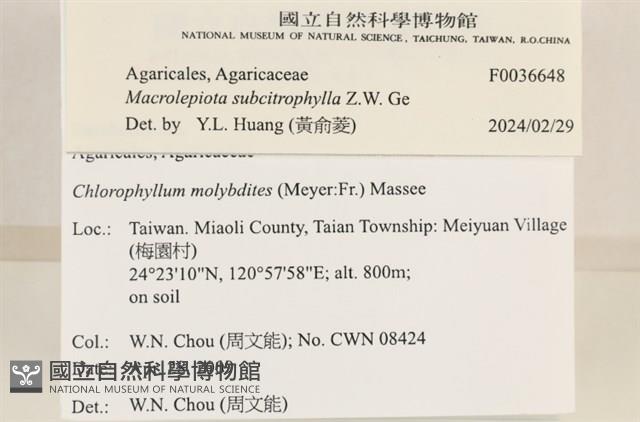 國立自然科學博物館
NATIONAL MUSEUM OF NATURAL SCIENCE, TAICHUNG, TAIWAN, R.O.CHINA
Agaricales, Agaricaceae F0036648
Macrolepiota subcitrophylla Z.W. Ge
Det. by Y.L. Huang (黃俞菱) 2024/02/29
Agaricales, Agaricaceae
Chlorophyllum molybdites (Meyer:Fr.) Massee
Loc.: Taiwan. Miaoli County, Taian Township: Meiyuan Village
(梅園村)
24°23'10"N, 120°57'58"E; alt. 800m;
on soil
Col.: W.N. Chou (周文能); No. CWN 08424
國立自然科學博物館
NATIONAL MUSEUM OF NATURAL SCIENCE
Det.: W.N. Chou (周文能)